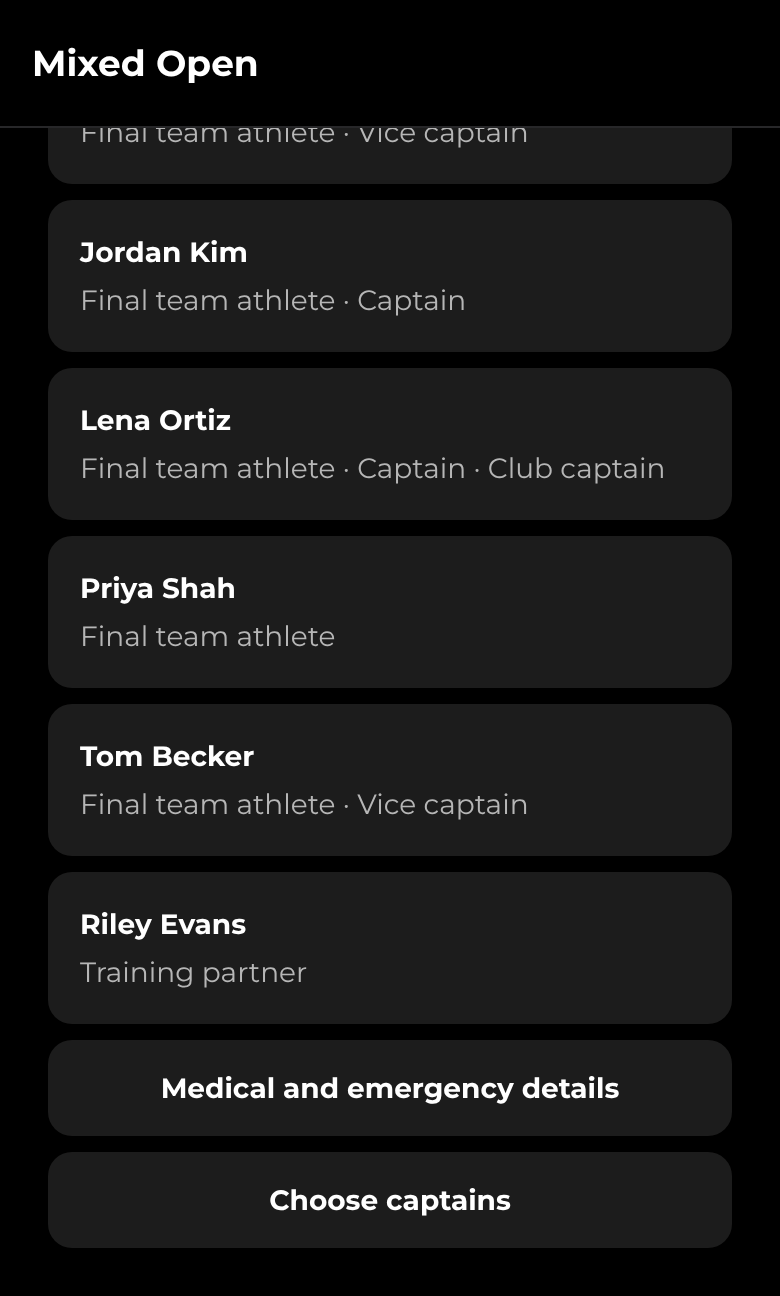 Mixed Open
Final team athlete · Vice captain
Jordan Kim
Final team athlete · Captain
Lena Ortiz
Final team athlete · Captain · Club captain
Priya Shah
Final team athlete
Tom Becker
Final team athlete · Vice captain
Riley Evans
Training partner
Medical and emergency details
Choose captains